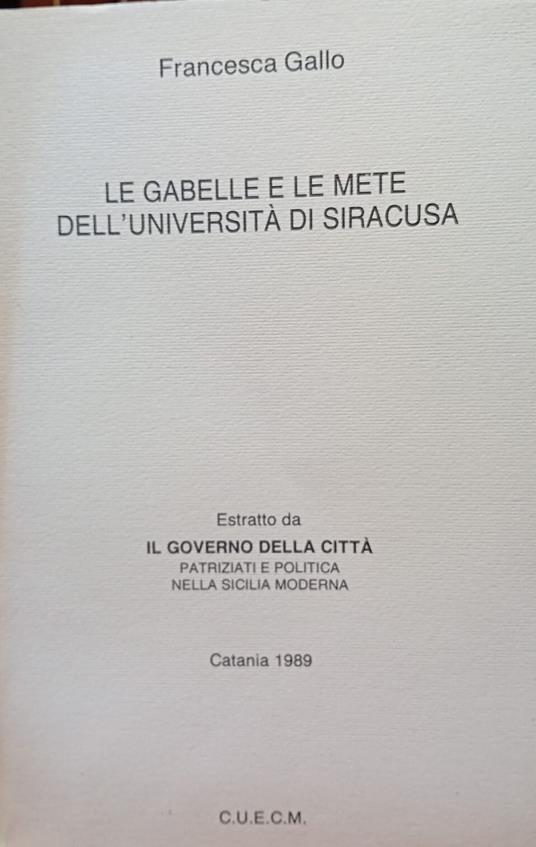 Francesca Gallo
LE GABELLE E LE METE
DELL'UNIVERSITÀ DI SIRACUSA
Estratto da
IL GOVERNO DELLA CITTÀ
PATRIZIATI E POLITICA
NELLA SICILIA MODERNA
Catania 1989
C.U.E.C.M.